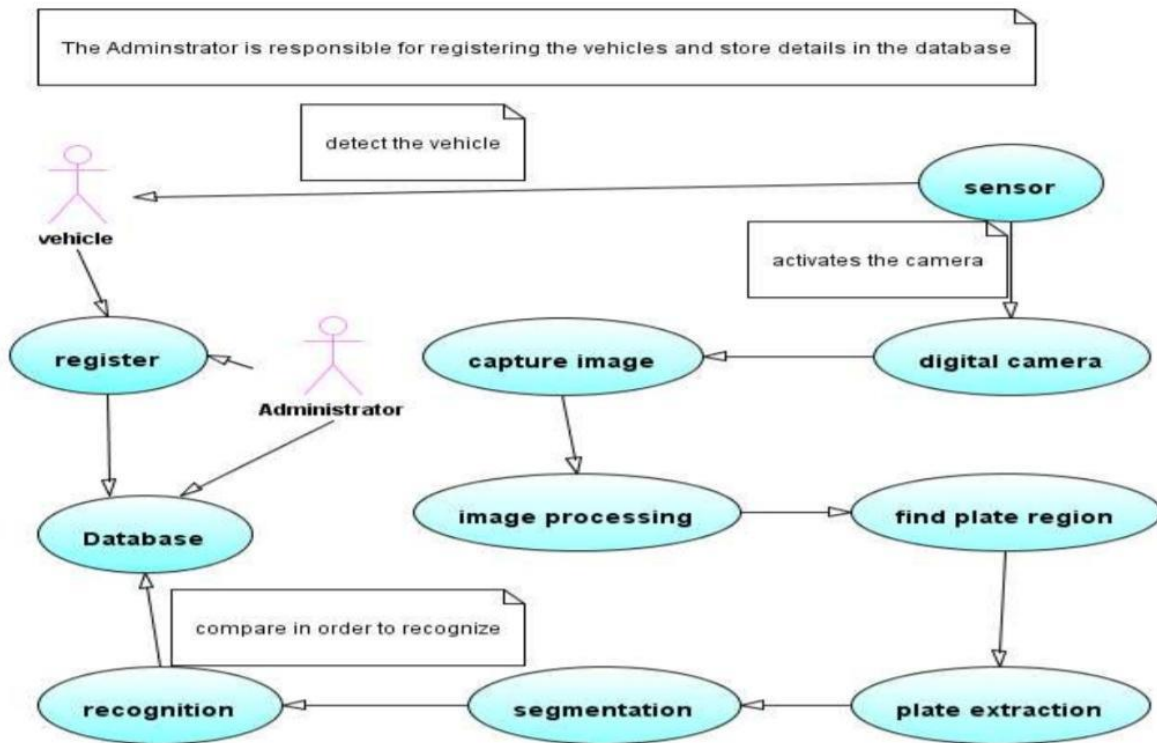 The Adminstrator is responsible for registering the vehicles and store details in the database
detect the vehicle
sensor
vehicle
activates the camera
register
capture image
digital camera
Administrator
image processing
find plate region
Database
compare in order to recognize
recognition
segmentation
plate extraction